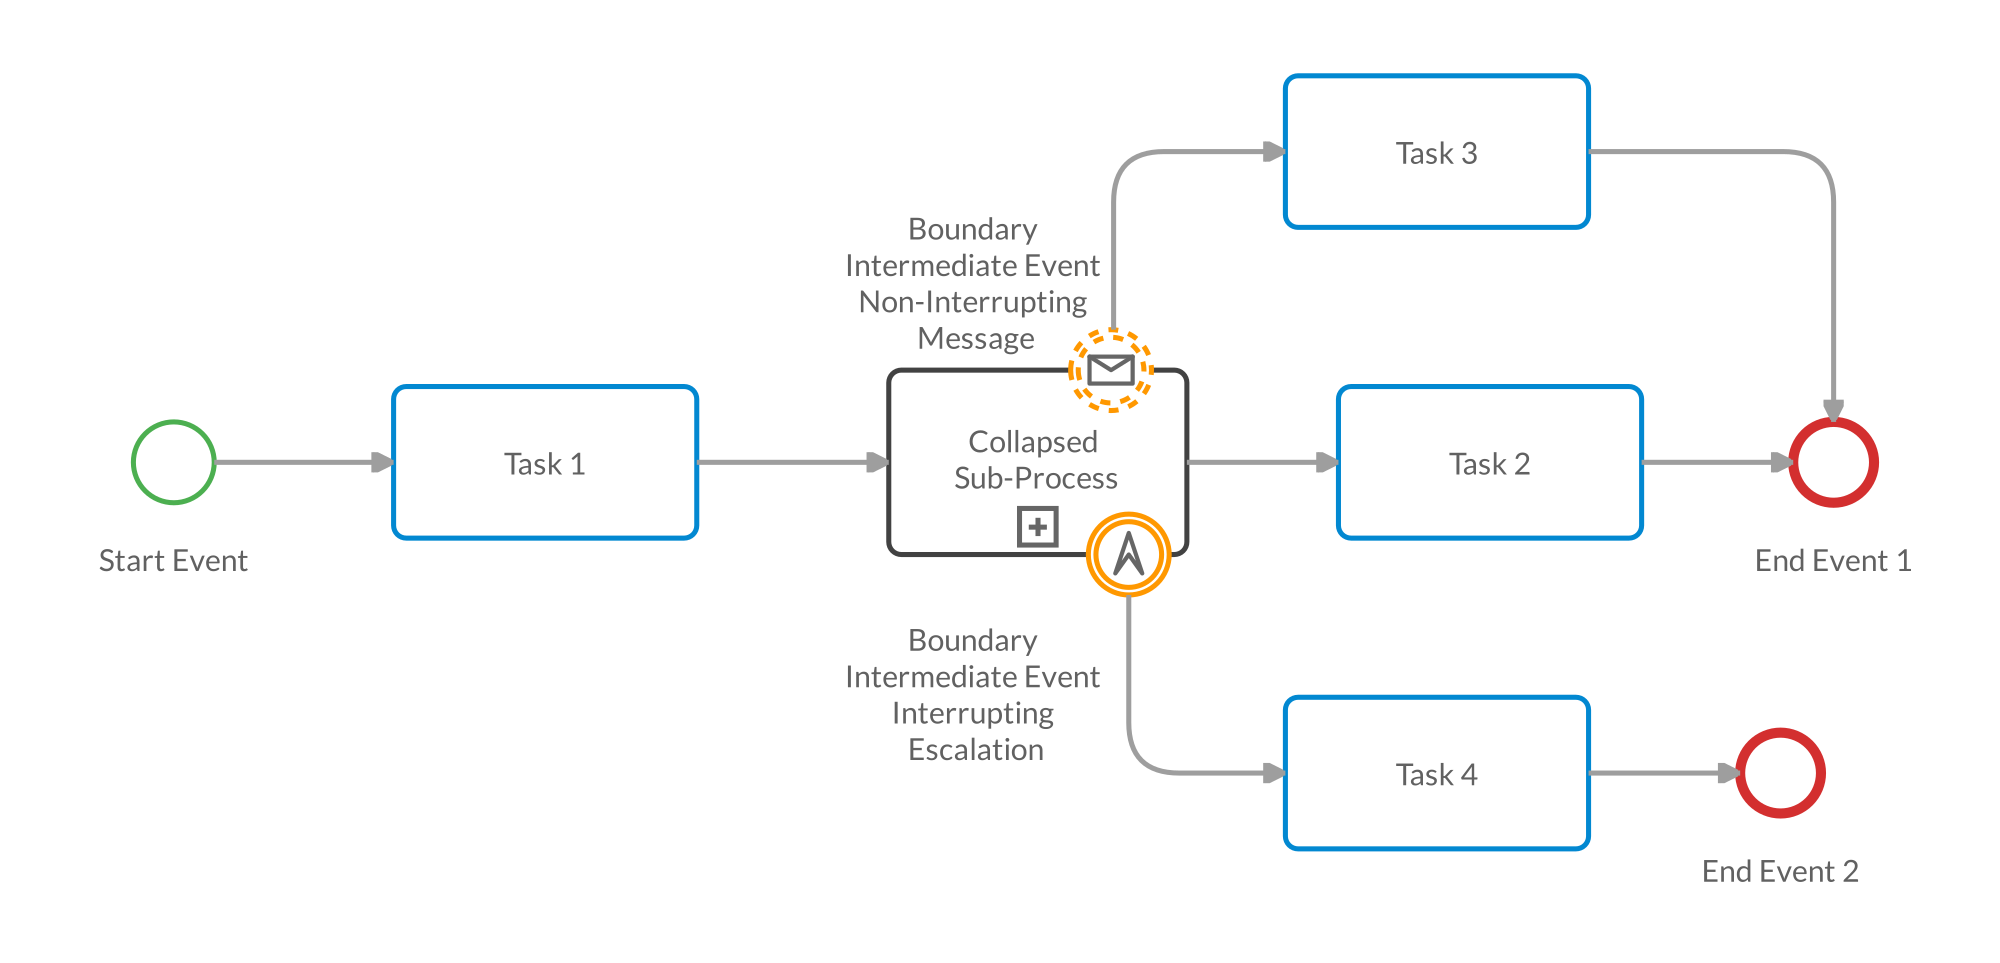 Task 3
Boundary
Intermediate Event
Non-Interrupting
Message
Start Event
Task 1
Collapsed
Sub-Process
Task 2
End Event 1
Boundary
Intermediate Event
Interrupting
Escalation
Task 4
End Event 2